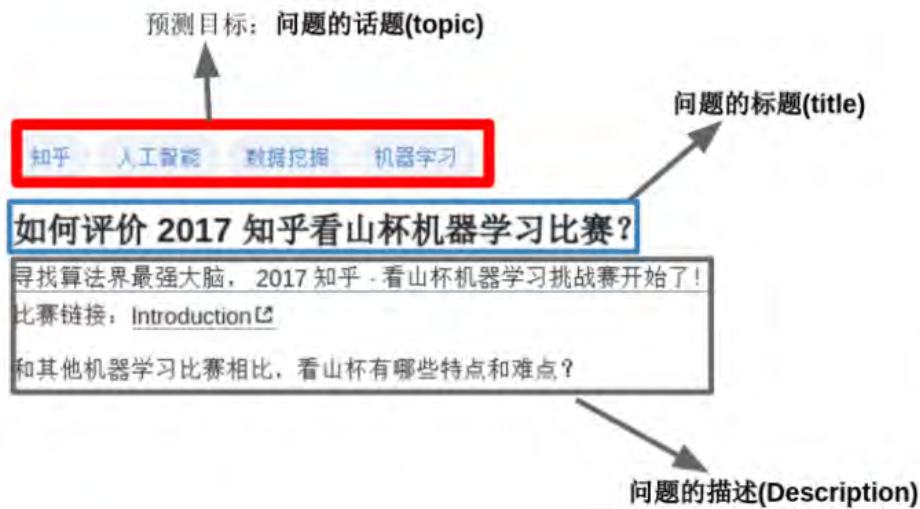 预测目标：问题的话题(topic)
问题的标题(title)
知乎 人工智能 数据挖掘 机器学习
如何评价 2017 知乎看山杯机器学习比赛？
寻找算法界最强大脑， 2017 知乎 - 看山杯机器学习挑战赛开始了！
比赛链接：Introduction
和其他机器学习比赛相比，看山杯有哪些特点和难点？
问题的描述(Description)